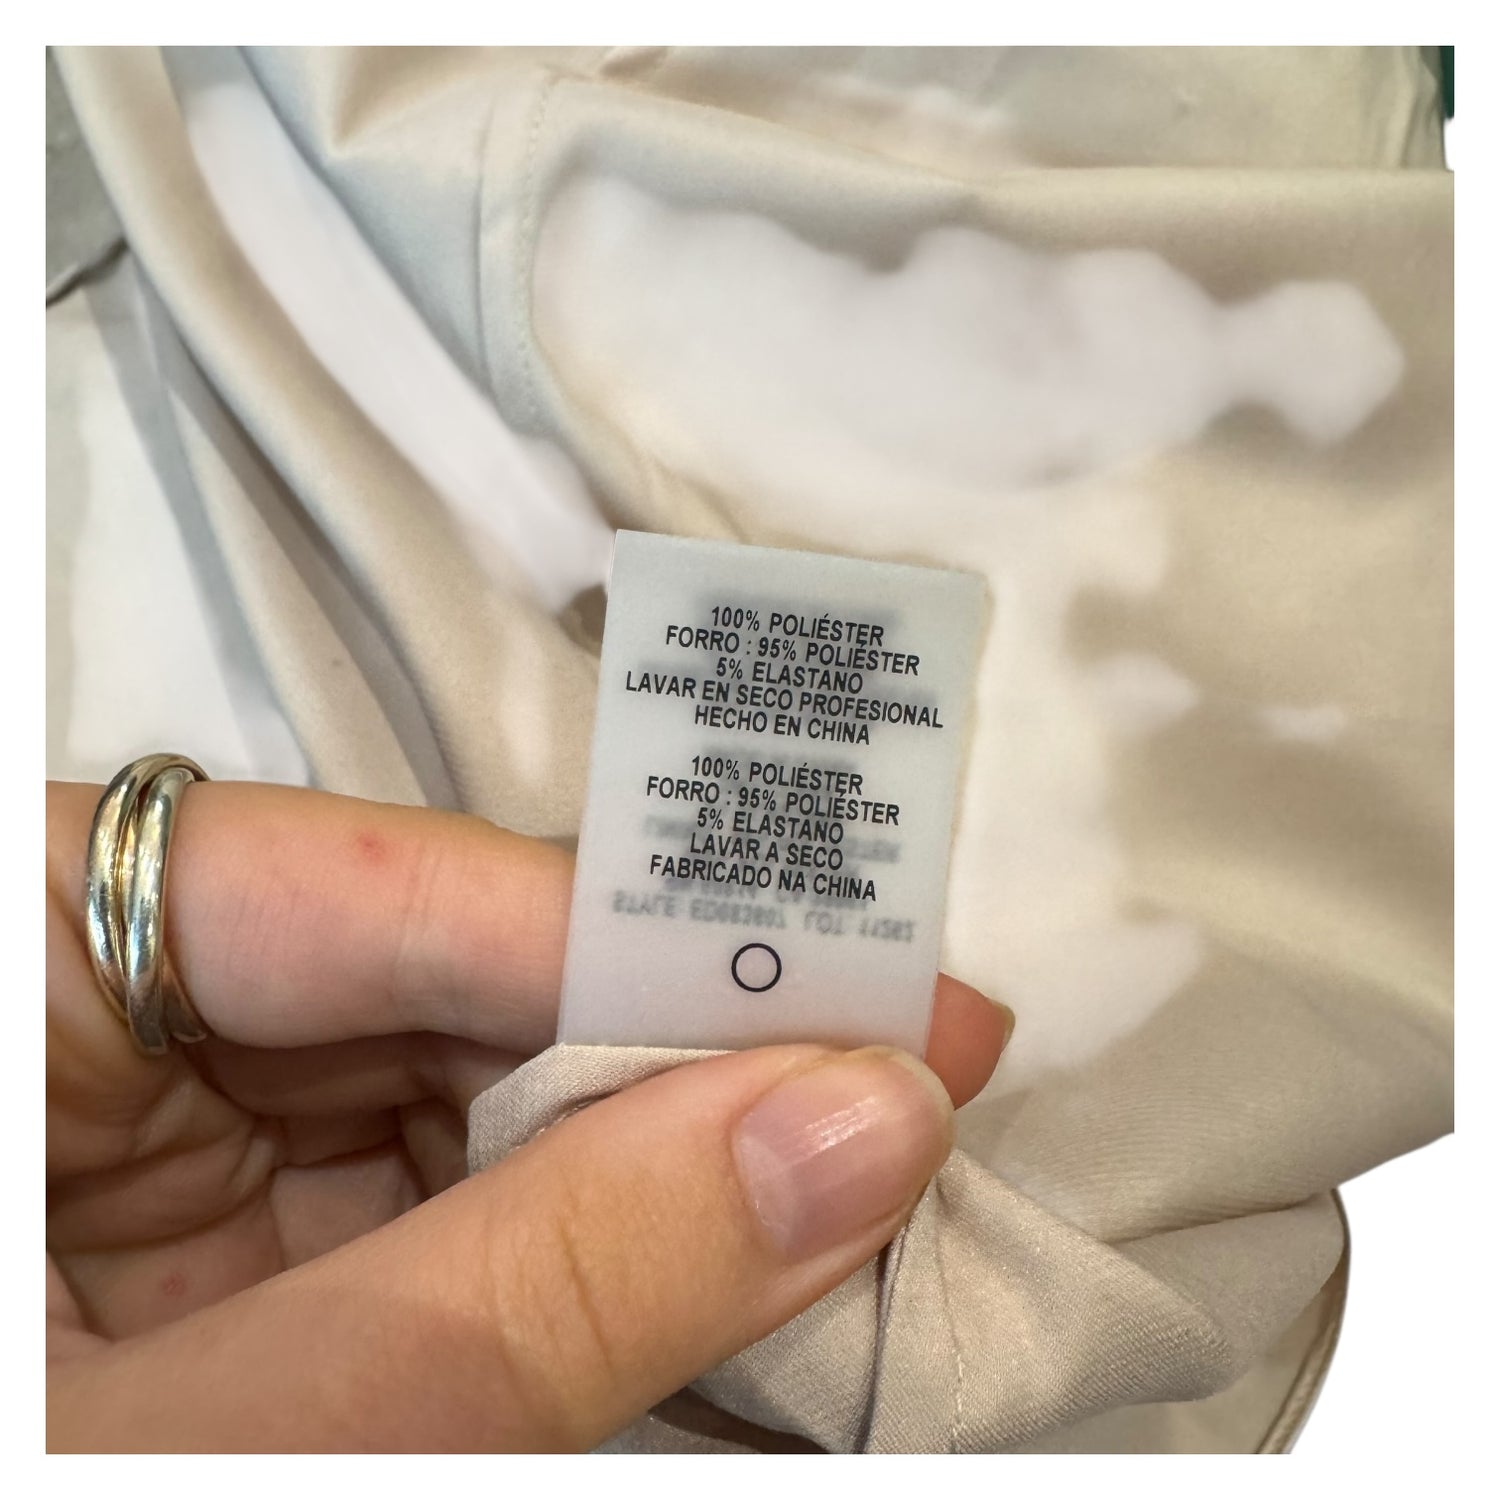 100% POLIÉSTER
FORRO : 95% POLIÉSTER
5% ELASTANO
LAVAR EN SECO PROFESIONAL
HECHO EN CHINA
100% POLIÉSTER
FORRO : 95% POLIÉSTER
5% ELASTANO
LAVAR A SECO
FABRICADO NA CHINA